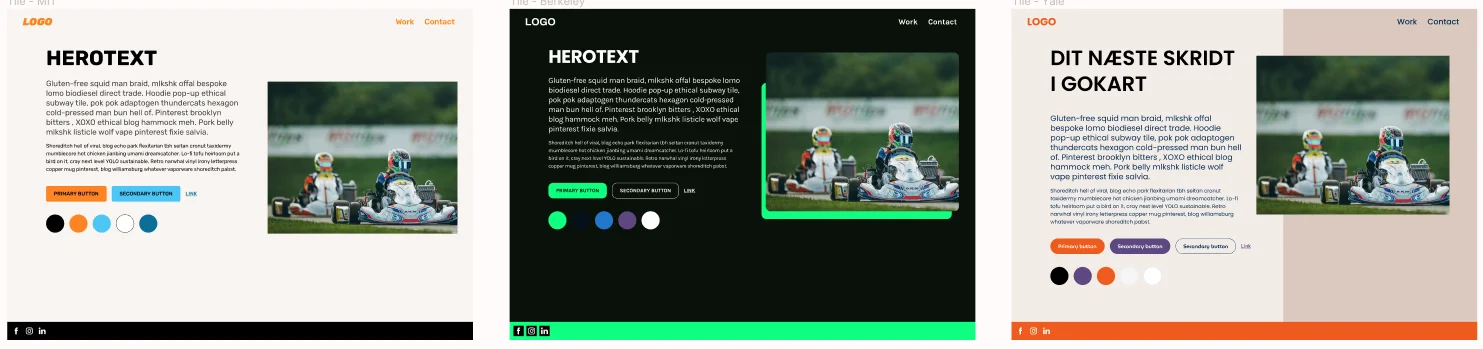 Tile - MIT
LOGO
Work Contact
HEROTEXT
Gluten-free squid man braid, mlkshk offal bespoke
lomo biodiesel direct trade. Hoodie pop-up ethical
subway tile, pok pok adaptogen thundercats hexagon
cold-pressed man bun hell of. Pinterest brooklyn
bitters , XOXO ethical blog hammock meh. Pork belly
mlkshk listicle wolf vape pinterest fixie salvia.
Shoreditch hell of viral, blog echo park flexitarian tbh seitan cronut taxidermy
mumblecore hot chicken jianbing umami dreamcatcher. Lo-fi tofu heirloom put a
bird on it, cray next level YOLO sustainable. Retro narwhal vinyl irony letterpress
copper mug pinterest, blog williamsburg whatever vaporware shoreditch pabst.
PRIMARY BUTTON
SECONDARY BUTTON
LINK
Tile - Berkeley
LOGO
Work Contact
HEROTEXT
Gluten-free squid man braid, mlkshk offal bespoke
biodiesel direct trade. Hoodie pop-up ethical subway tile,
pok pok adaptogen thundercats hexagon cold-pressed
man bun hell of. Pinterest brooklyn bitters , XOXO ethical
blog hammock meh. Pork belly mlkshk listicle wolf vape
pinterest fixie salvia.
Shoreditch hell of viral, blog echo park flexitarian tbh seitan cronut taxidermy
mumblecore hot chicken jianbing umami dreamcatcher. Lo-fi tofu heirloom put a
bird on it, cray next level YOLO sustainable. Retro narwhal vinyl irony letterpress
copper mug pinterest, blog williamsburg whatever vaporware shoreditch pabst.
PRIMARY BUTTON
SECONDARY BUTTON
LINK
Tile - Yale
LOGO
Work Contact
DIT NÆSTE SKRIDT
I GOKART
Gluten-free squid man braid, mlkshk offal
bespoke lomo biodiesel direct trade. Hoodie
pop-up ethical subway tile, pok pok adaptogen
thundercats hexagon cold-pressed man bun hell
of. Pinterest brooklyn bitters , XOXO ethical blog
hammock meh. Pork belly mlkshk listicle wolf
vape pinterest fixie salvia.
Shoreditch hell of viral, blog echo park flexitarian tbh seitan cronut
taxidermy mumblecore hot chicken jianbing umami dreamcatcher. Lo-fi
tofu heirloom put a bird on it, cray next level YOLO sustainable. Retro
narwhal vinyl irony letterpress copper mug pinterest, blog williamsburg
whatever vaporware shoreditch pabst.
Primary button
Secondary button
Secondary button
Link